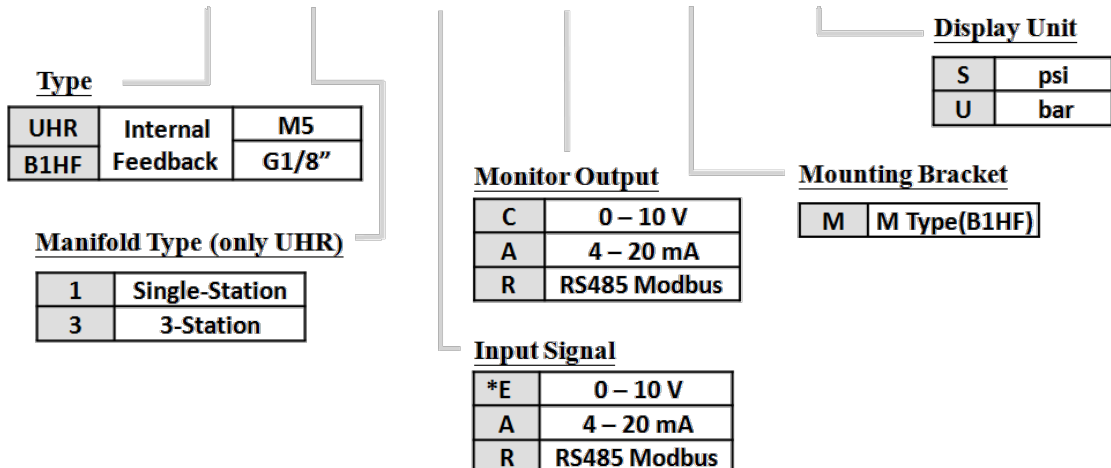 Display Unit
S psi
U bar
Type
UHR Internal Feedback M5
B1HF G1/8”
Monitor Output
C 0 – 10 V
A 4 – 20 mA
R RS485 Modbus
Mounting Bracket
M M Type(B1HF)
Manifold Type (only UHR)
1 Single-Station
3 3-Station
Input Signal
*E 0 – 10 V
A 4 – 20 mA
R RS485 Modbus